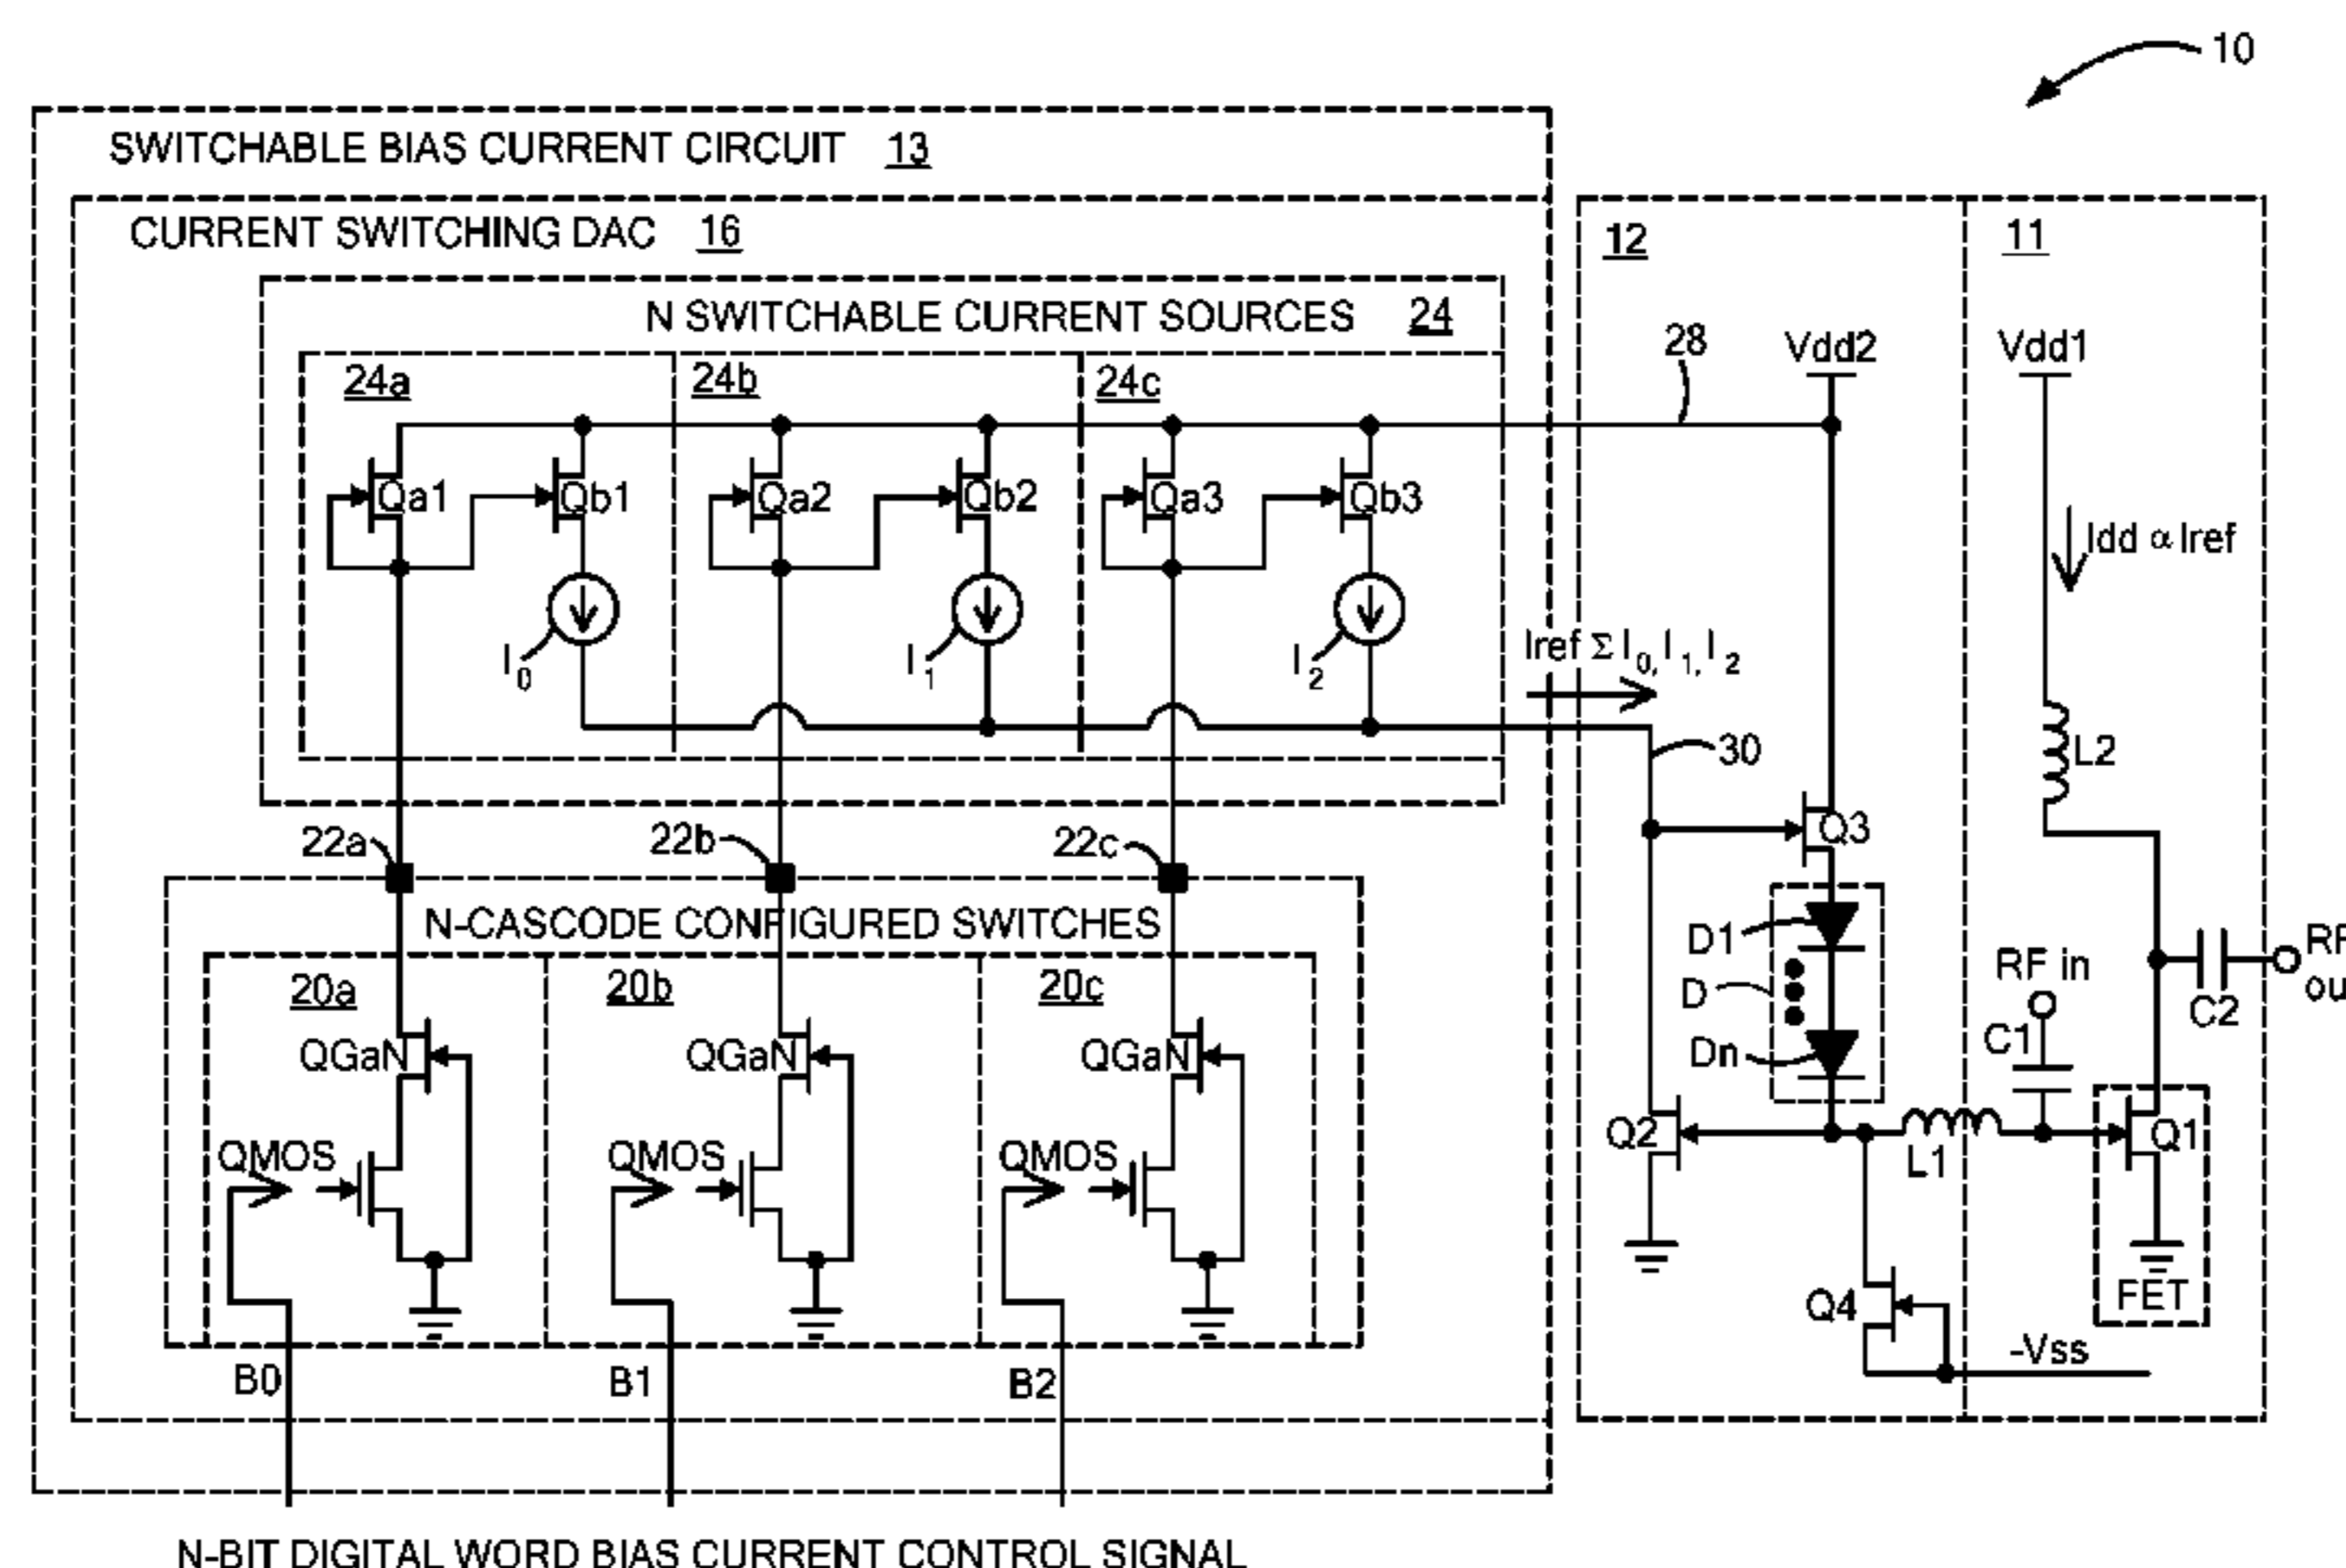 10
SWITCHABLE BIAS CURRENT CIRCUIT 13
CURRENT SWITCHING DAC 16
N SWITCHABLE CURRENT SOURCES 24
24a
24b
24c
Qa1
Qb1
Qa2
Qb2
Qa3
Qb3
I0
I1
I2
12
11
28
Vdd2
Vdd1
Idd α Iref
Iref Σ I0, I1, I2
30
L2
Q3
22a
22b
22c
N-CASCODE CONFIGURED SWITCHES
20a
20b
20c
QGaN
QGaN
QGaN
QMOS
QMOS
QMOS
D1
D
Dn
RF in
C1
C2
RF
ou
Q2
L1
Q1
FET
Q4
-Vss
B0
B1
B2
N-BIT DIGITAL WORD BIAS CURRENT CONTROL SIGNAL